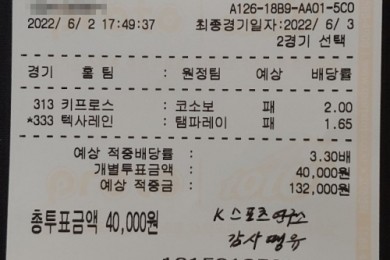 A126-18B9-AA01-5C0
2022/ 6/ 2 17:49:37 최종경기일자:2022/ 6/ 3
2경기 선택
경기 홈 팀 : 원정팀 예상 배당률
313 키프로스 : 코소보 패 2.00
*333 텍사레인 : 탬파레이 패 1.65
예상 적중배당률 : 3.30배
개별투표금액 : 40,000원
예상 적중금 : 132,000원
총투표금액 40,000원
K스포츠
감사